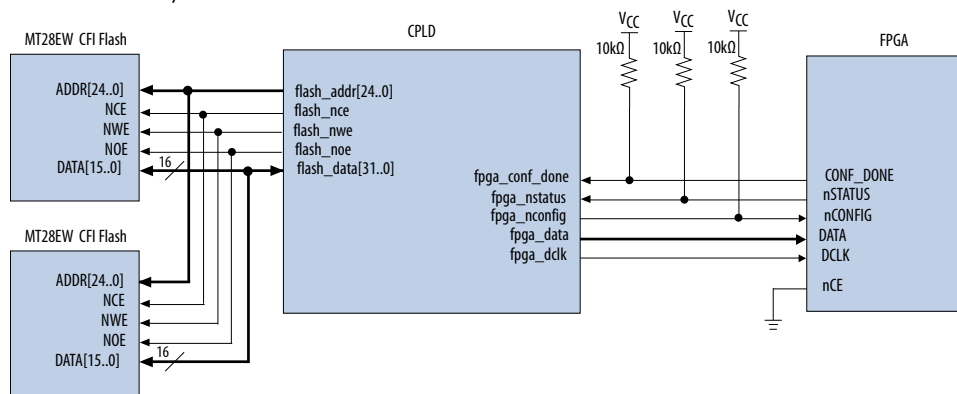 MT28EW CFI Flash
ADDR[24..0]
NCE
NWE
NOE
DATA[15..0]
16
MT28EW CFI Flash
ADDR[24..0]
NCE
NWE
NOE
DATA[15..0]
16
CPLD
flash_addr[24..0]
flash_nce
flash_nwe
flash_noe
flash_data[31..0]
fpga_conf_done
fpga_nstatus
fpga_nconfig
fpga_data
fpga_dclk
VCC
VCC
VCC
10kΩ
10kΩ
10kΩ
FPGA
CONF_DONE
nSTATUS
nCONFIG
DATA
DCLK
nCE